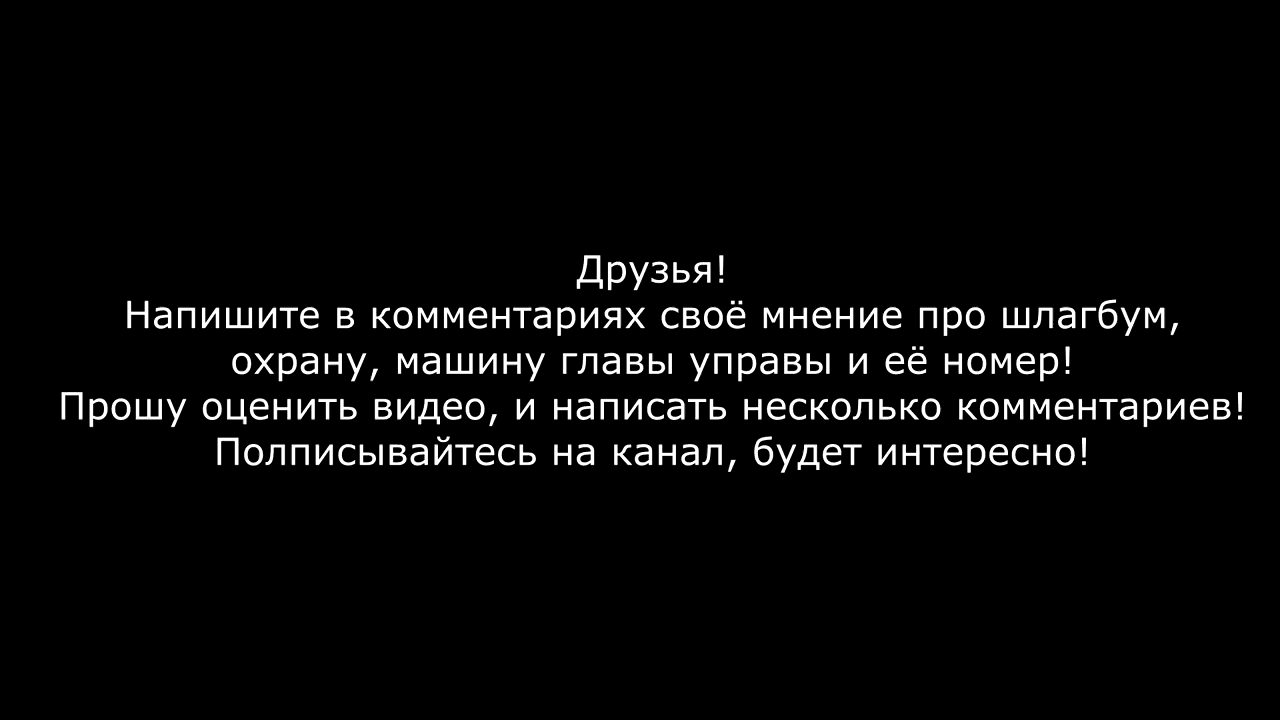 Друзья!
Напишите в комментариях своё мнение про шлагбум,
охрану, машину главы управы и её номер!
Прошу оценить видео, и написать несколько комментариев!
Полписывайтесь на канал, будет интересно!